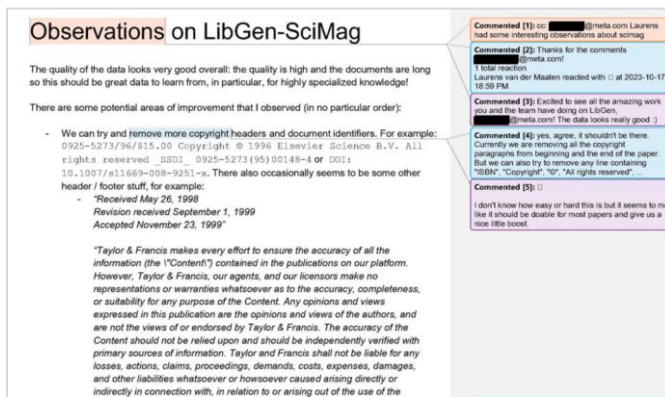 Observations on LibGen-SciMag
The quality of the data looks very good overall: the quality is high and the documents are long
so this should be great data to learn from, in particular, for highly specialized knowledge!
There are some potential areas of improvement that I observed (in no particular order):
- We can try and remove more copyright headers and document identifiers. For example:
0925-5273/96/$15.00 Copyright © 1996 Elsevier Science B.V. All
rights reserved _SSDI_ 0925-5273(95)00148-4 or DOI:
10.1007/s11669-008-9251-x. There also occasionally seems to be some other
header / footer stuff, for example:
- "Received May 26, 1998
Revision received September 1, 1999
Accepted November 23, 1999"
"Taylor & Francis makes every effort to ensure the accuracy of all the
information (the \"Content\") contained in the publications on our platform.
However, Taylor & Francis, our agents, and our licensors make no
representations or warranties whatsoever as to the accuracy, completeness,
or suitability for any purpose of the Content. Any opinions and views
expressed in this publication are the opinions and views of the authors, and
are not the views of or endorsed by Taylor & Francis. The accuracy of the
Content should not be relied upon and should be independently verified with
primary sources of information. Taylor and Francis shall not be liable for any
losses, actions, claims, proceedings, demands, costs, expenses, damages,
and other liabilities whatsoever or howsoever caused arising directly or
indirectly in connection with, in relation to or arising out of the use of the
Commented [1]: cc: @meta.com Laurens
had some interesting observations about scimag
Commented [2]: Thanks for the comments
@meta.com!
1 total reaction
Laurens van der Maaten reacted with □ at 2023-10-17
18:59 PM
Commented [3]: Excited to see all the amazing work
you and the team have doing on LibGen,
@meta.com! The data looks really good :)
Commented [4]: yes, agree, it shouldn't be there.
Currently we are removing all the copyright
paragraphs from beginning and the end of the paper.
But we can also try to remove any line containing
"ISBN", "Copyright", "©", "All rights reserved", ...
Commented [5]: □
I don't know how easy or hard this is but it seems to me
like it should be doable for most papers and give us a
nice little boost.